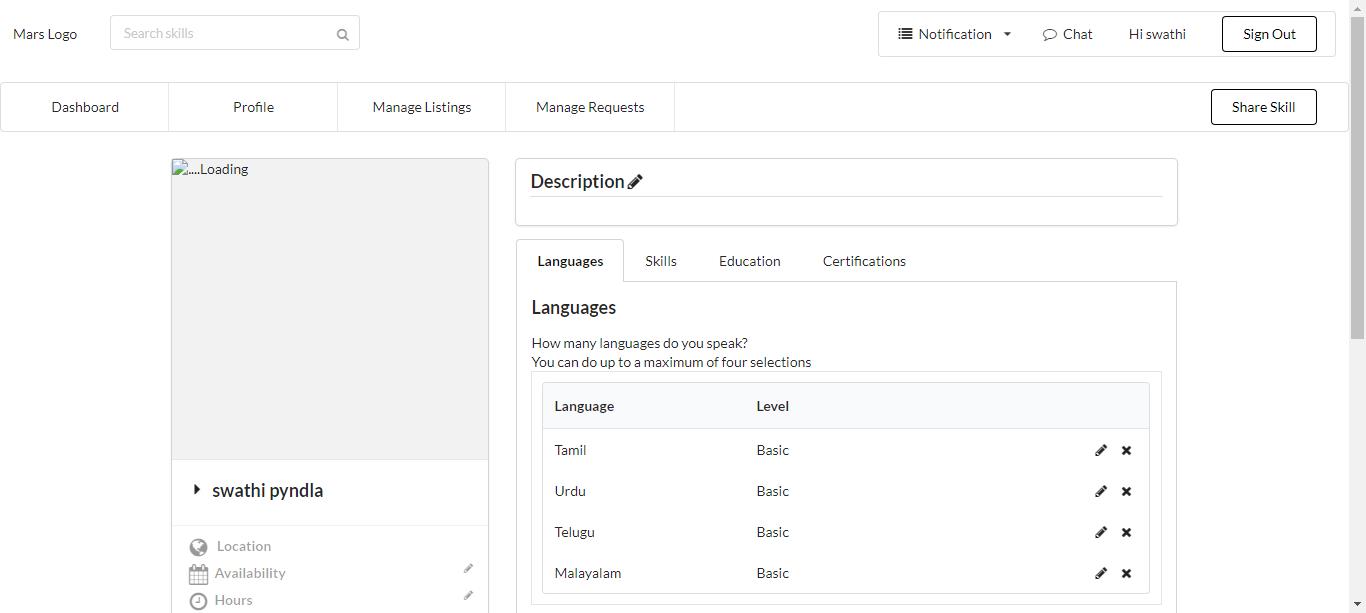 Mars Logo
Search skills
Notification
Chat
Hi swathi
Sign Out
Dashboard
Profile
Manage Listings
Manage Requests
Share Skill
....Loading
swathi pyndla
Location
Availability
Hours
Description
Languages
Skills
Education
Certifications
Languages
How many languages do you speak?
You can do up to a maximum of four selections
Language Level
Tamil Basic
Urdu Basic
Telugu Basic
Malayalam Basic